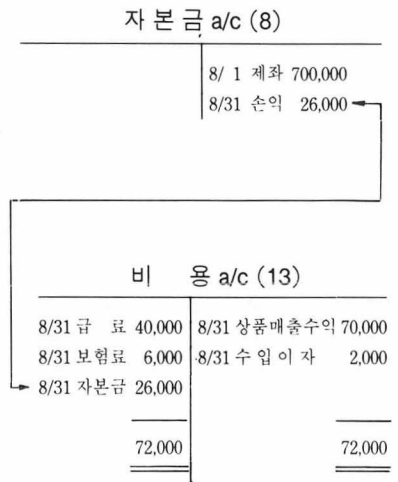 자본금 a/c (8)
8/ 1 제좌 700,000
8/31 손익 26,000
비 용 a/c (13)
8/31 급 료 40,000 8/31 상품매출수익 70,000
8/31 보험료 6,000 8/31 수입이자 2,000
8/31 자본금 26,000
72,000 72,000